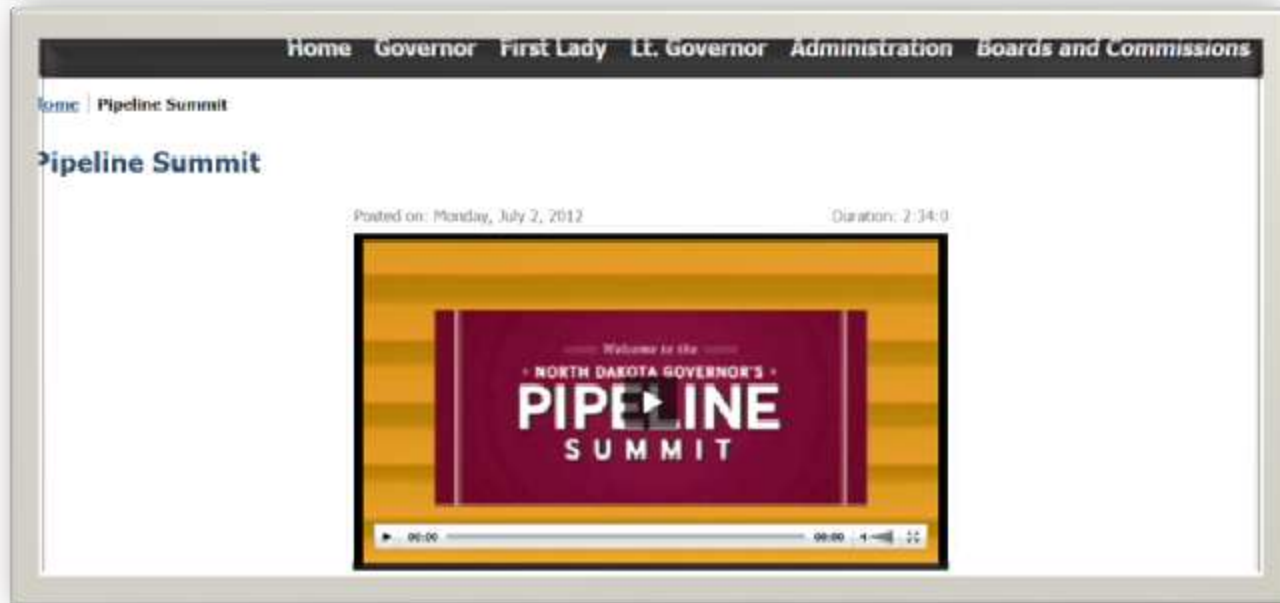 Home Governor First Lady Lt. Governor Administration Boards and Commissions
ome | Pipeline Summit
Pipeline Summit
Posted on: Monday, July 2, 2012 Duration: 2:34:0
Welcome to the
NORTH DAKOTA GOVERNOR'S
PIPELINE
SUMMIT
00:00 00:00